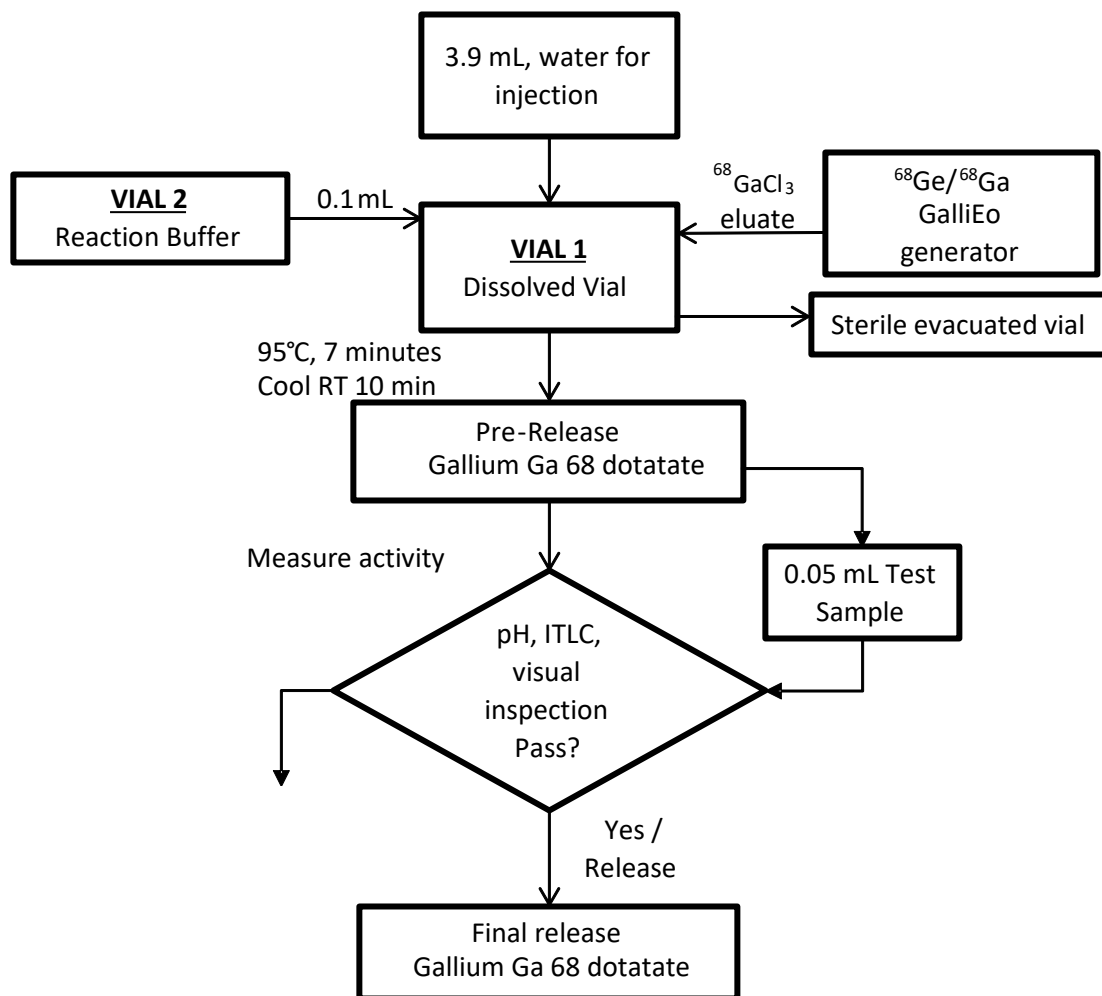 3.9 mL, water for
injection
VIAL 2
Reaction Buffer
0.1 mL
⁶⁸GaCl₃
eluate
⁶⁸Ge/⁶⁸Ga
GalliEo
generator
VIAL 1
Dissolved Vial
Sterile evacuated vial
95℃, 7 minutes
Cool RT 10 min
Pre-Release
Gallium Ga 68 dotatate
Measure activity
0.05 mL Test
Sample
pH, ITLC,
visual
inspection
Pass?
Yes /
Release
Final release
Gallium Ga 68 dotatate